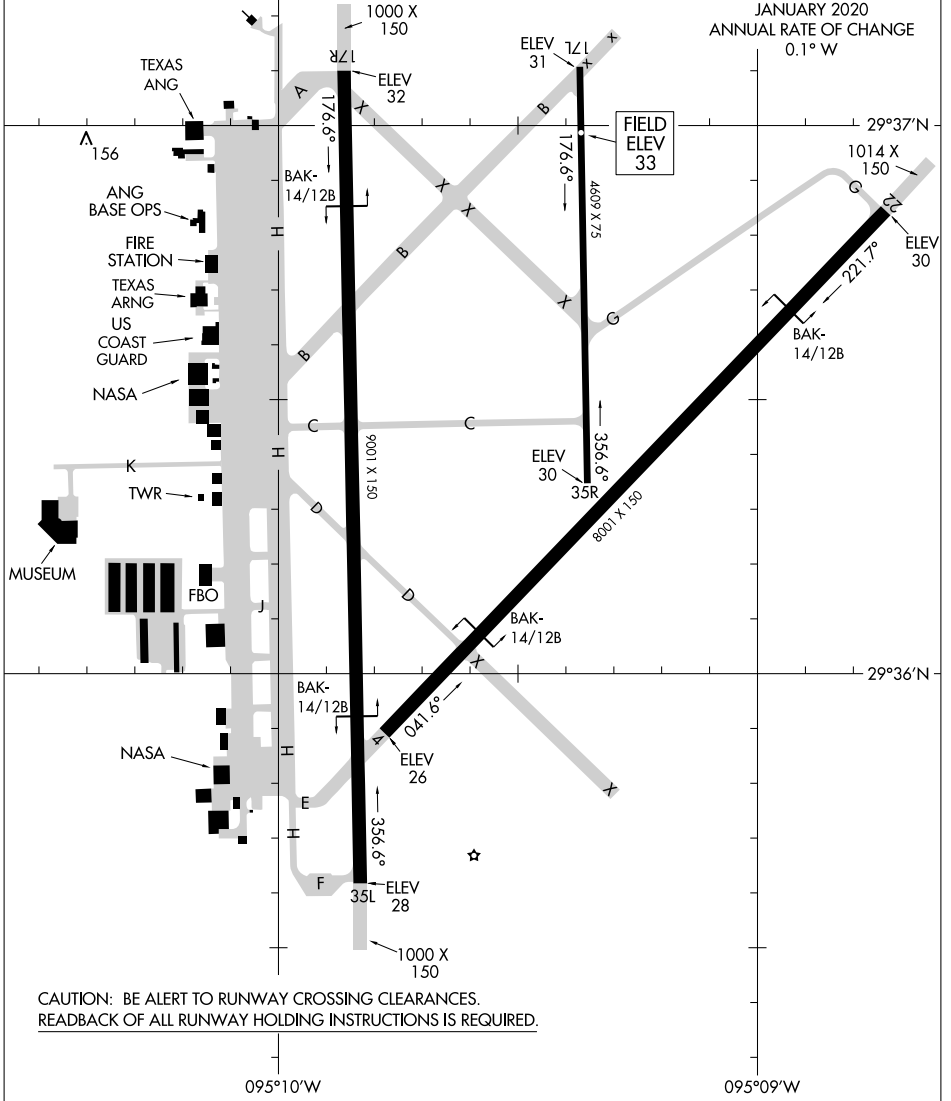 JANUARY 2020
ANNUAL RATE OF CHANGE
0.1° W
1000 X
150
17R
ELEV
32
ELEV
31
17L
X
X
TEXAS
ANG
A
X
B
176.6°
176.6°
FIELD
ELEV
33
29°37'N
156
1014 X
150
BAK-
14/12B
X
X
4609 X 75
G
22
ANG
BASE OPS
H
ELEV
30
FIRE
STATION
B
221.7°
TEXAS
ARNG
X
G
BAK-
14/12B
US
COAST
GUARD
B
NASA
C
C
9001 X 150
356.6°
H
ELEV
30
35R
K
TWR
D
8001 X 150
MUSEUM
FBO
J
D
BAK-
14/12B
X
29°36'N
BAK-
14/12B
041.6°
4
H
ELEV
26
NASA
X
E
H
356.6°
F
35L
ELEV
28
1000 X
150
CAUTION: BE ALERT TO RUNWAY CROSSING CLEARANCES.
READBACK OF ALL RUNWAY HOLDING INSTRUCTIONS IS REQUIRED.
095°10'W
095°09'W